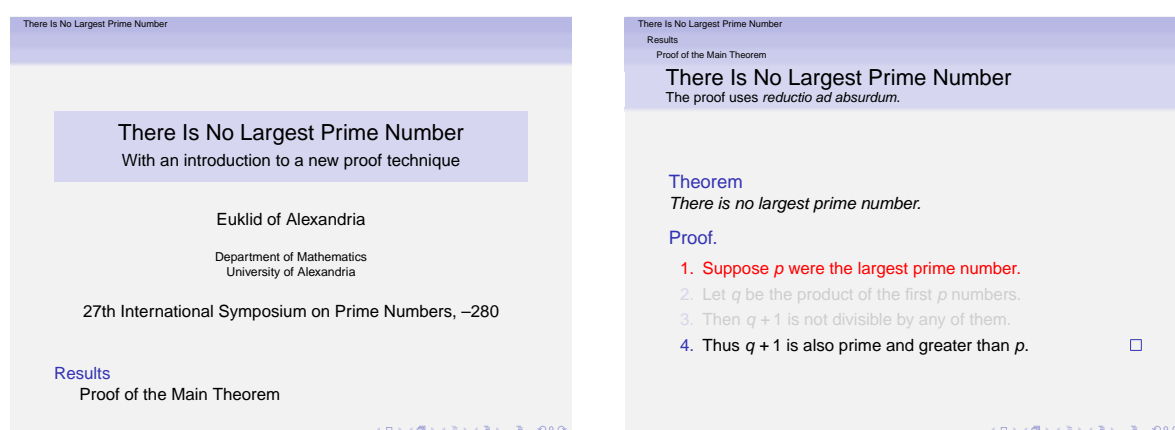 There Is No Largest Prime Number
There Is No Largest Prime Number
With an introduction to a new proof technique
Euklid of Alexandria
Department of Mathematics
University of Alexandria
27th International Symposium on Prime Numbers, –280
Results
Proof of the Main Theorem
There Is No Largest Prime Number
Results
Proof of the Main Theorem
There Is No Largest Prime Number
The proof uses reductio ad absurdum.
Theorem
There is no largest prime number.
Proof.
1. Suppose p were the largest prime number.
2. Let q be the product of the first p numbers.
3. Then q + 1 is not divisible by any of them.
4. Thus q + 1 is also prime and greater than p.